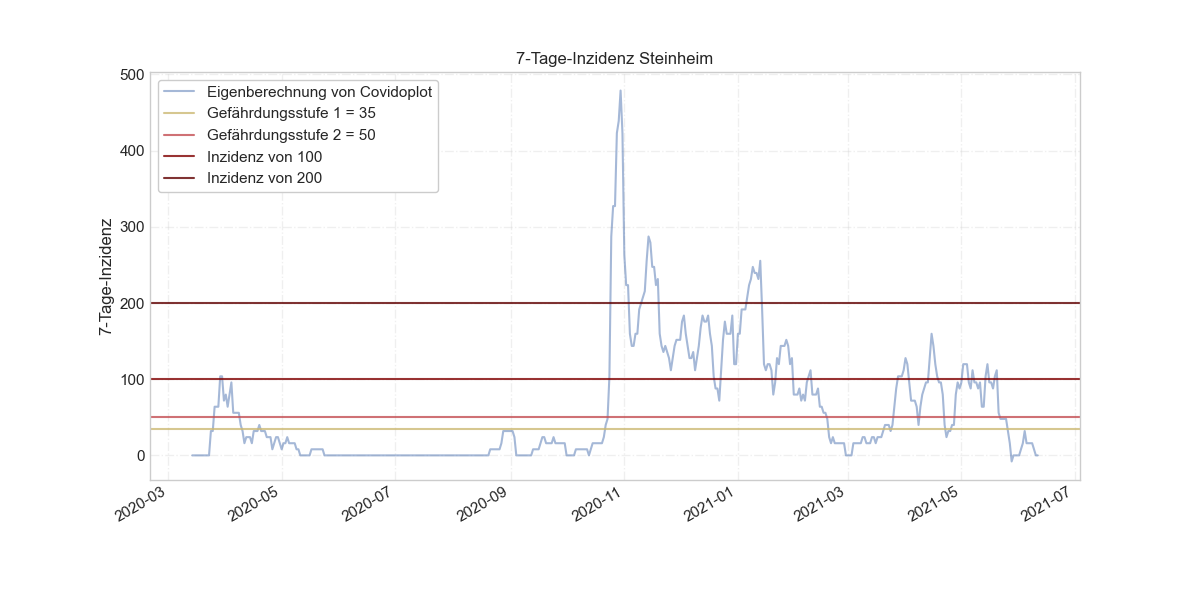 7-Tage-Inzidenz Steinheim
Eigenberechnung von Covidoplot
Gefährdungsstufe 1 = 35
Gefährdungsstufe 2 = 50
Inzidenz von 100
Inzidenz von 200
7-Tage-Inzidenz
500
400
300
200
100
0
2020-03
2020-05
2020-07
2020-09
2020-11
2021-01
2021-03
2021-05
2021-07